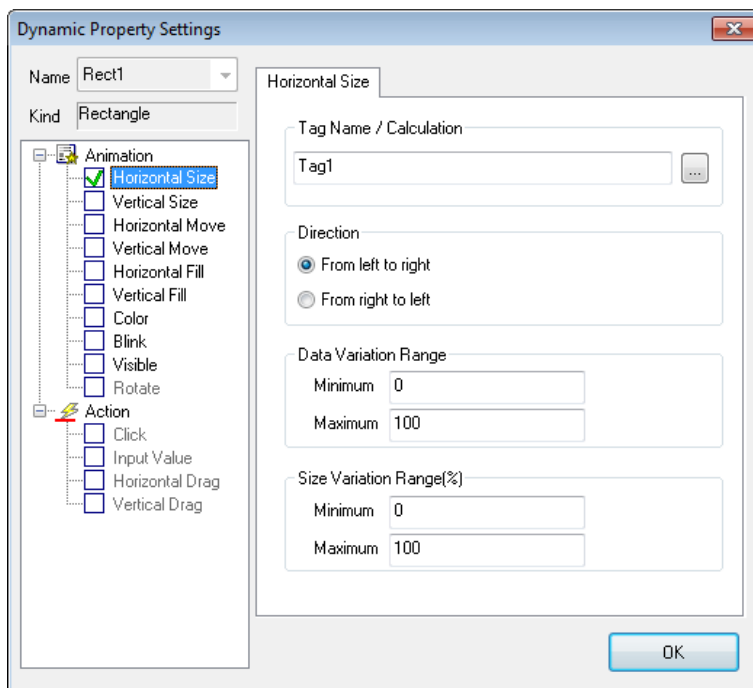 Dynamic Property Settings
Name Rect1
Kind Rectangle
Animation
Horizontal Size
Vertical Size
Horizontal Move
Vertical Move
Horizontal Fill
Vertical Fill
Color
Blink
Visible
Rotate
Action
Click
Input Value
Horizontal Drag
Vertical Drag
Horizontal Size
Tag Name / Calculation
Tag1
...
Direction
From left to right
From right to left
Data Variation Range
Minimum 0
Maximum 100
Size Variation Range(%)
Minimum 0
Maximum 100
OK